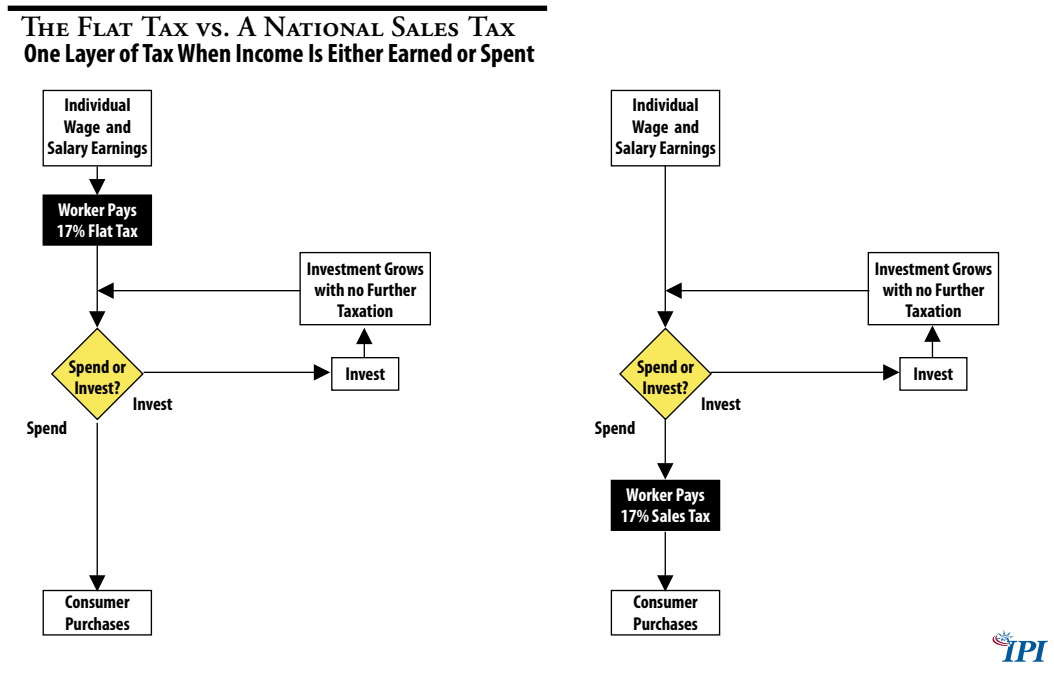 The Flat Tax vs. A National Sales Tax
One Layer of Tax When Income Is Either Earned or Spent
Individual
Wage and
Salary Earnings
Worker Pays
17% Flat Tax
Investment Grows
with no Further
Taxation
Spend or
Invest?
Invest
Invest
Spend
Consumer
Purchases
Individual
Wage and
Salary Earnings
Investment Grows
with no Further
Taxation
Spend or
Invest?
Invest
Invest
Spend
Worker Pays
17% Sales Tax
Consumer
Purchases
IPI